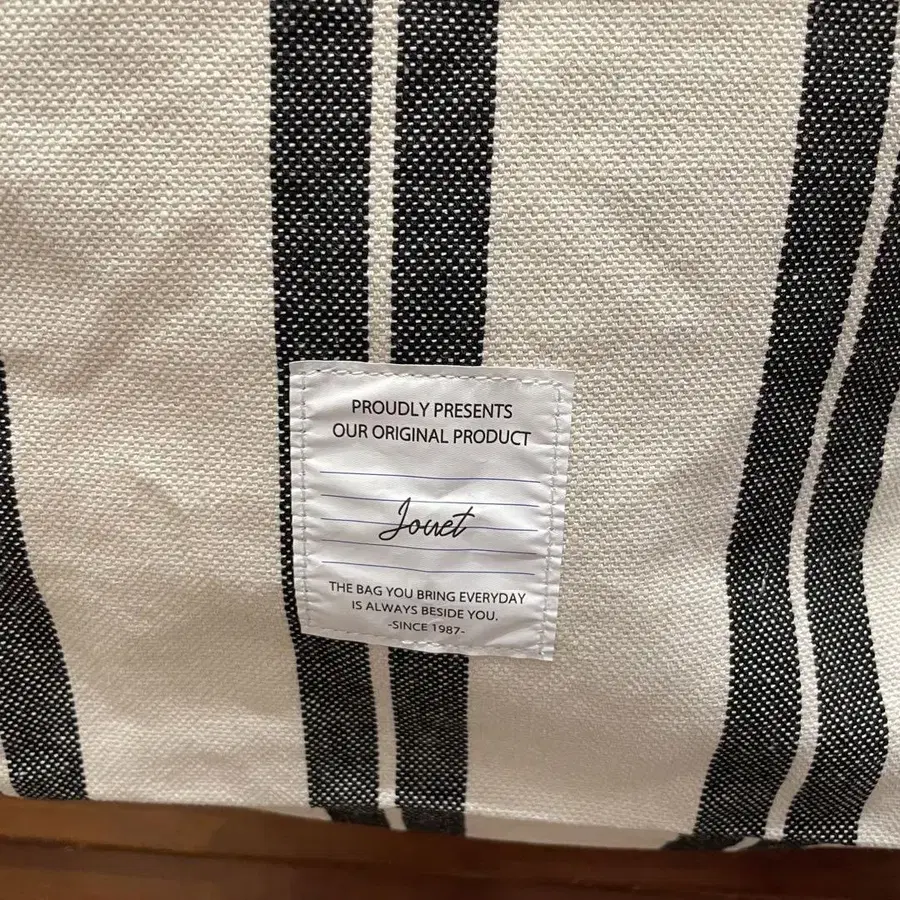 PROUDLY PRESENTS
OUR ORIGINAL PRODUCT
Jouet
THE BAG YOU BRING EVERYDAY
IS ALWAYS BESIDE YOU.
-SINCE 1987-